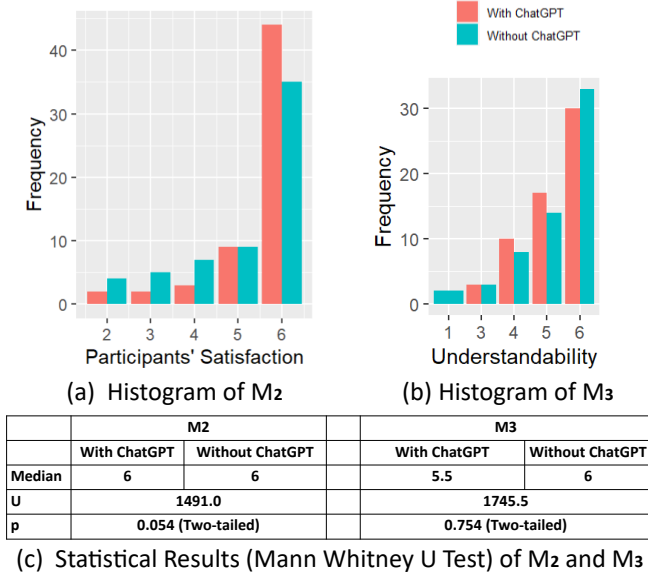 With ChatGPT
Without ChatGPT
40
30
20
10
0
Frequency
2 3 4 5 6
Participants' Satisfaction
(a) Histogram of M2
30
20
10
0
Frequency
1 3 4 5 6
Understandability
(b) Histogram of M3
M2 M3
With ChatGPT Without ChatGPT With ChatGPT Without ChatGPT
Median 6 6 5.5 6
U 1491.0 1745.5
p 0.054 (Two-tailed) 0.754 (Two-tailed)
(c) Statistical Results (Mann Whitney U Test) of M2 and M3